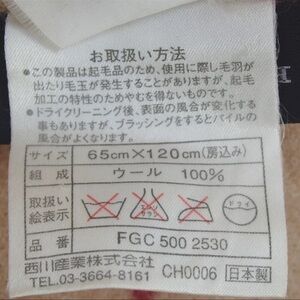 お取扱い方法
●この製品は起毛品のため、使用に際し毛羽が
出たり毛玉が発生することがありますが、起毛
加工の特性のためやむを得ないものです。
●ドライクリーニング後、表面の風合が変化する
事もありますが、ブラッシングをするとパイルの
風合がよくなります。
サイズ 65cm×120cm(房込み)
組成 ウール 100%
取扱い
絵表示 エンソ
サラシ ドライ
品番 FGC 500 2530
西川産業株式会社
TEL.03-3664-8161 CH0006 日本製